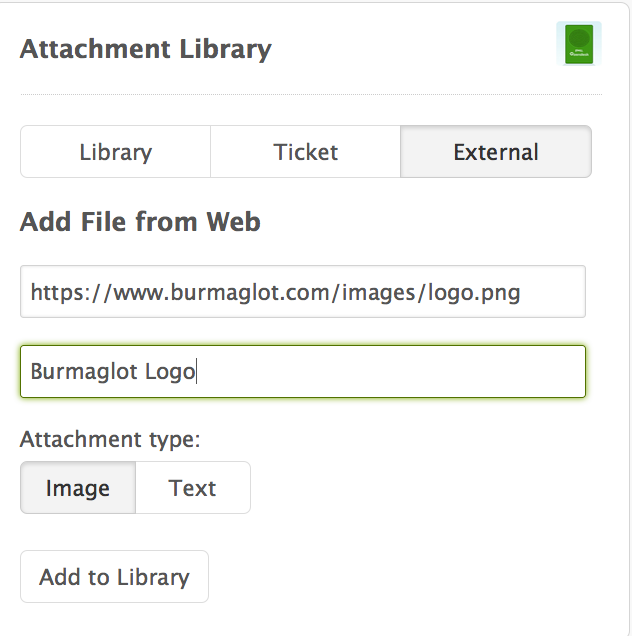 Attachment Library
Library
Ticket
External
Add File from Web
https://www.burmaglot.com/images/logo.png
Burmaglot Logo
Attachment type:
Image
Text
Add to Library